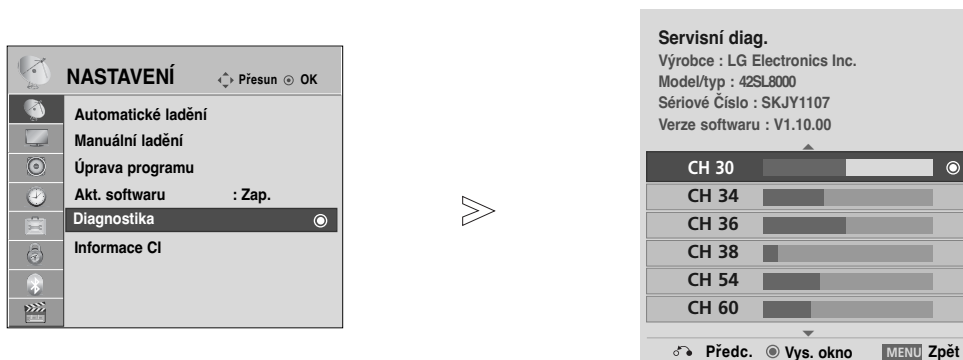 NASTAVENÍ
Přesun OK
Automatické ladění
Manuální ladění
Úprava programu
Akt. softwaru : Zap.
Diagnostika
Informace CI
Servisní diag.
Výrobce : LG Electronics Inc.
Model/typ : 42SL8000
Sériové Číslo : SKJY1107
Verze softwaru : V1.10.00
CH 30
CH 34
CH 36
CH 38
CH 54
CH 60
Předc. Vys. okno MENU Zpět